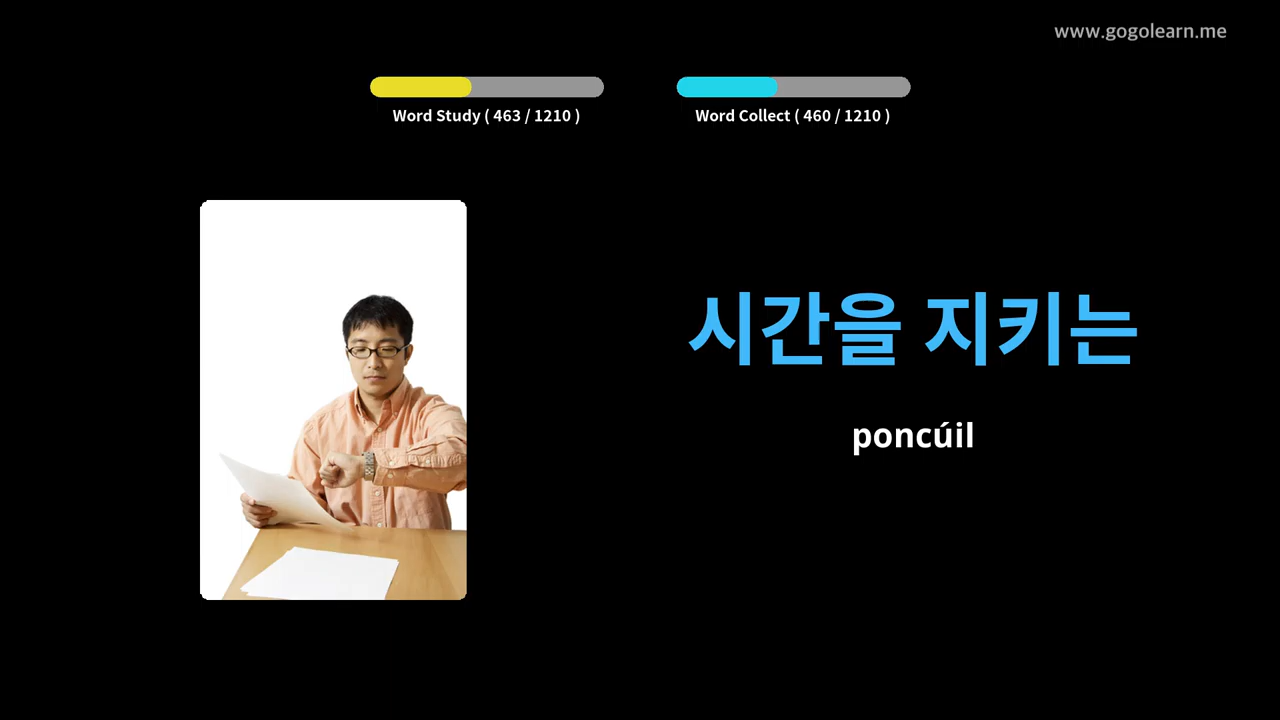 www.gogolearn.me
Word Study ( 463 / 1210 )
Word Collect ( 460 / 1210 )
시간을 지키는
poncúil